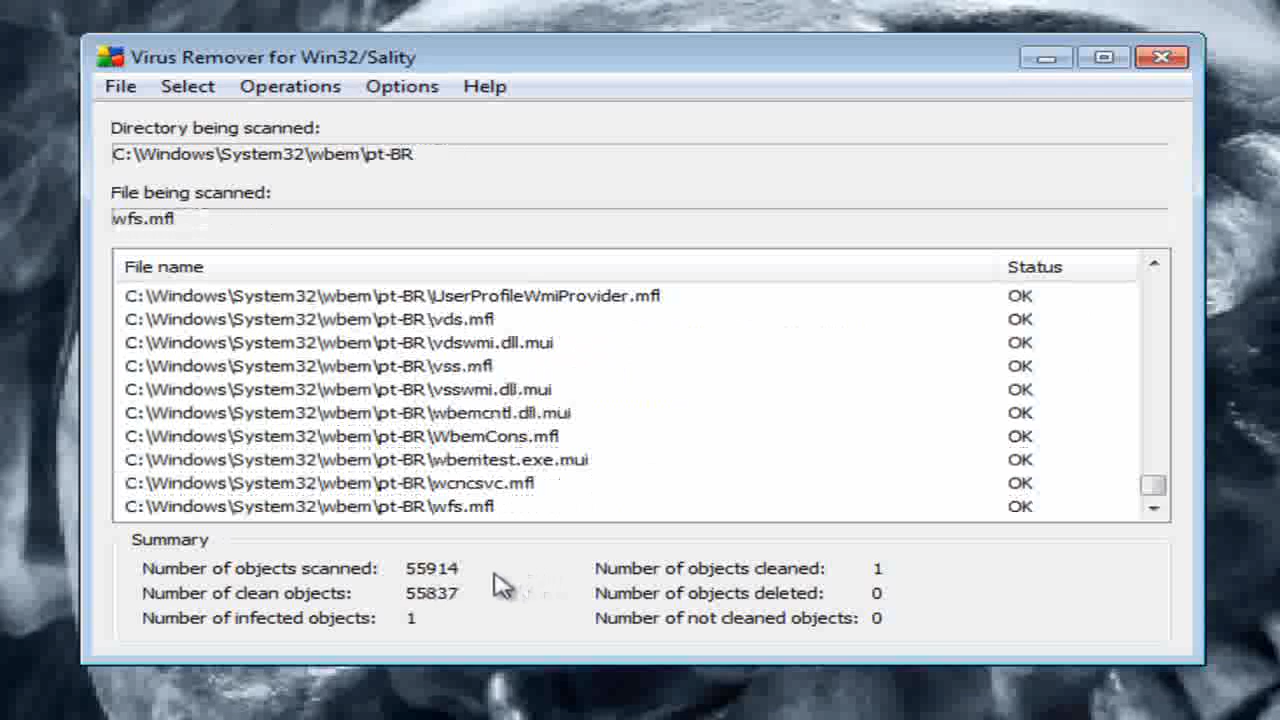 Virus Remover for Win32/Sality
File Select Operations Options Help
Directory being scanned:
C:\Windows\System32\wbem\pt-BR
File being scanned:
wfs.mfl
File name Status
C:\Windows\System32\wbem\pt-BR\UserProfileWmiProvider.mfl OK
C:\Windows\System32\wbem\pt-BR\vds.mfl OK
C:\Windows\System32\wbem\pt-BR\vdswmi.dll.mui OK
C:\Windows\System32\wbem\pt-BR\vss.mfl OK
C:\Windows\System32\wbem\pt-BR\vsswmi.dll.mui OK
C:\Windows\System32\wbem\pt-BR\wbemcntl.dll.mui OK
C:\Windows\System32\wbem\pt-BR\WbemCons.mfl OK
C:\Windows\System32\wbem\pt-BR\wbemtest.exe.mui OK
C:\Windows\System32\wbem\pt-BR\wcncsvc.mfl OK
C:\Windows\System32\wbem\pt-BR\wfs.mfl OK
Summary
Number of objects scanned: 55914 Number of objects cleaned: 1
Number of clean objects: 55837 Number of objects deleted: 0
Number of infected objects: 1 Number of not cleaned objects: 0